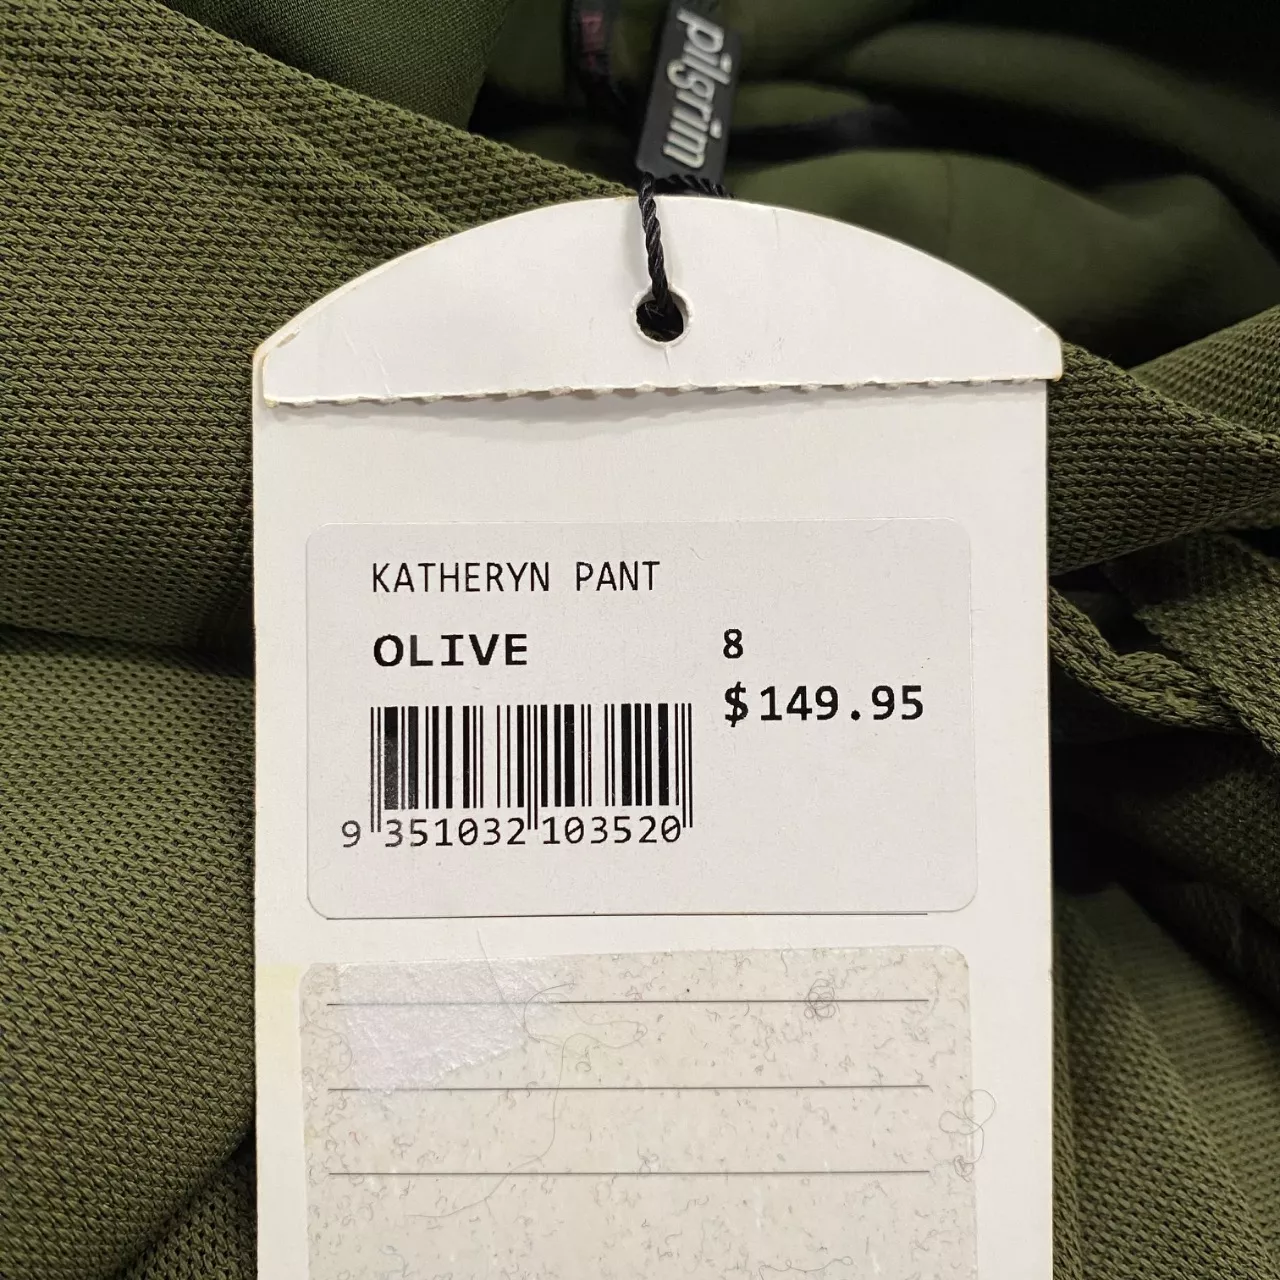 pilgrim
KATHERYN PANT
OLIVE 8
$149.95
9 351032 103520